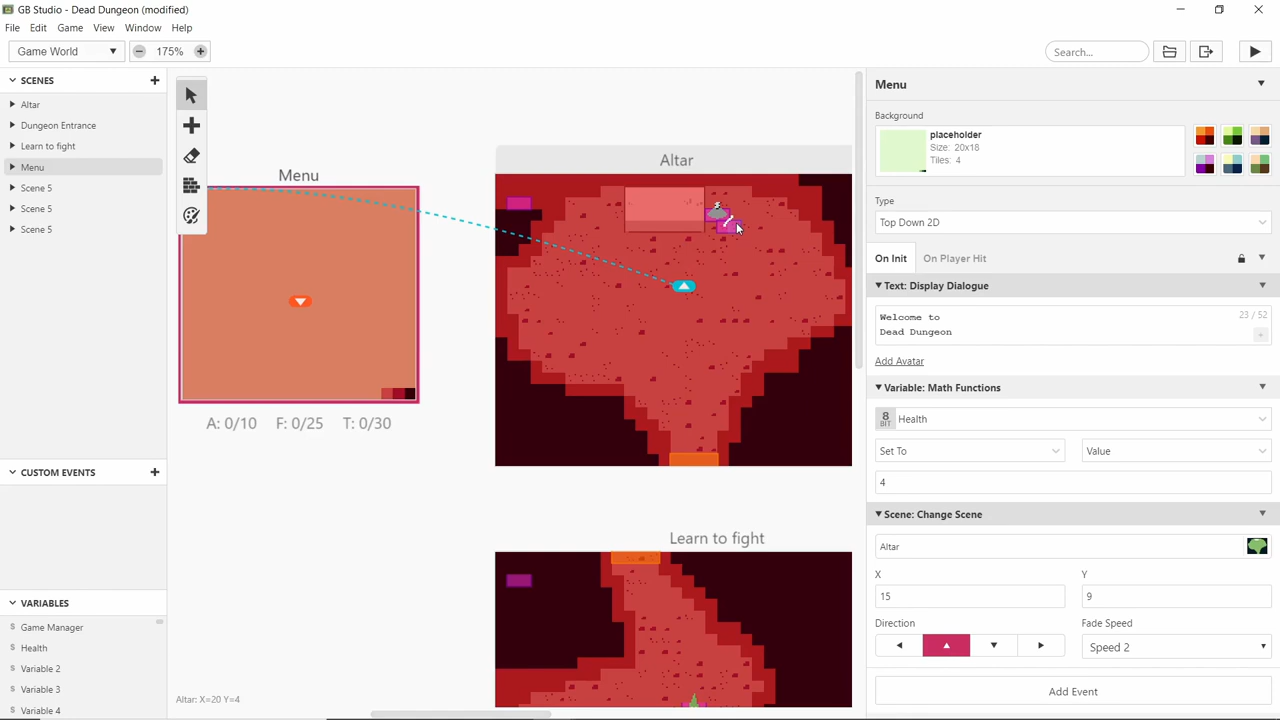 GB Studio - Dead Dungeon (modified)
File Edit Game View Window Help
Game World
175%
Search...
SCENES
Altar
Dungeon Entrance
Learn to fight
Menu
Scene 5
Scene 5
Scene 5
CUSTOM EVENTS
VARIABLES
$ Game Manager
$ Health
$ Variable 2
$ Variable 3
$ Variable 4
Menu
A: 0/10 F: 0/25 T: 0/30
Altar
Learn to fight
Altar: X=20 Y=4
Menu
Background
placeholder
Size: 20x18
Tiles: 4
Type
Top Down 2D
On Init On Player Hit
Text: Display Dialogue
Welcome to
Dead Dungeon
23 / 52
Add Avatar
Variable: Math Functions
8 BIT Health
Set To Value
4
Scene: Change Scene
Altar
X Y
15 9
Direction Fade Speed
Speed 2
Add Event